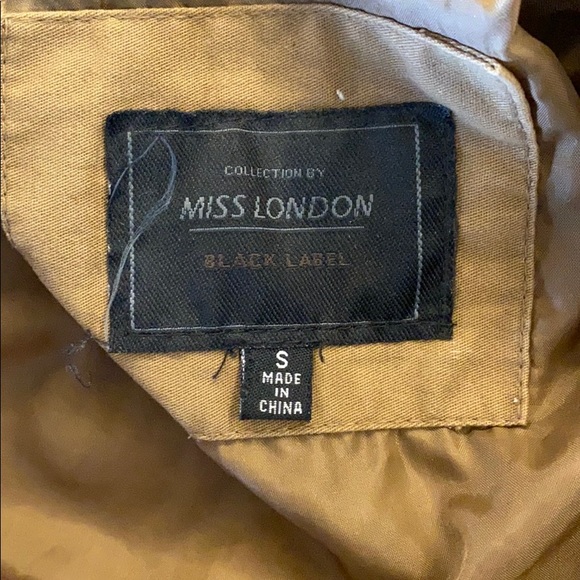 COLLECTION BY
MISS LONDON
BLACK LABEL
S
MADE
IN
CHINA